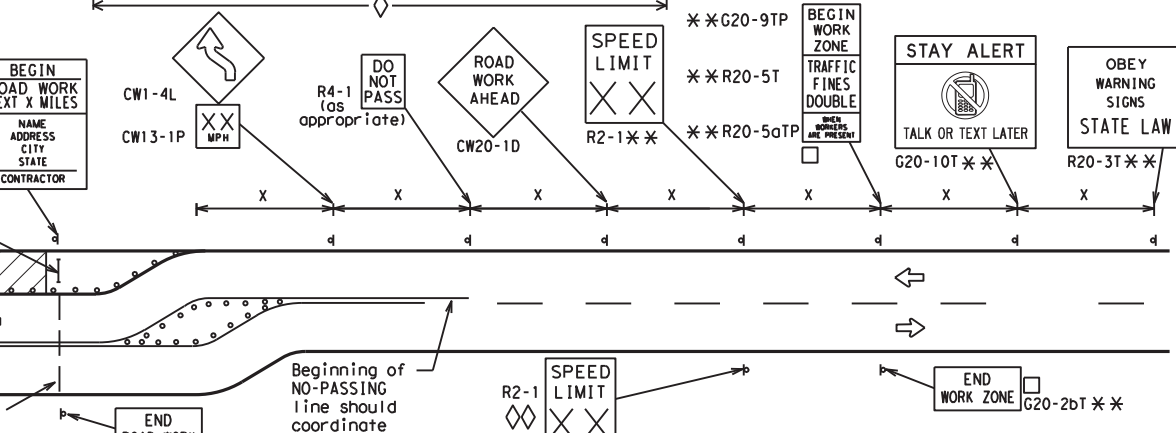 BEGIN
ROAD WORK
NEXT X MILES
NAME
ADDRESS
CITY
STATE
CONTRACTOR
CW1-4L
XX
MPH
CW13-1P
R4-1
(as
appropriate)
DO
NOT
PASS
ROAD
WORK
AHEAD
CW20-1D
SPEED
LIMIT
X X
R2-1**
**G20-9TP
**R20-5T
**R20-5aTP
BEGIN
WORK
ZONE
TRAFFIC
FINES
DOUBLE
WHEN
WORKERS
ARE PRESENT
STAY ALERT
TALK OR TEXT LATER
G20-10T**
OBEY
WARNING
SIGNS
STATE LAW
R20-3T**
X X X X X X X
Beginning of
NO-PASSING
line should
coordinate
R2-1
SPEED
LIMIT
X X
END
WORK ZONE
G20-2bT**
END
ROAD WORK